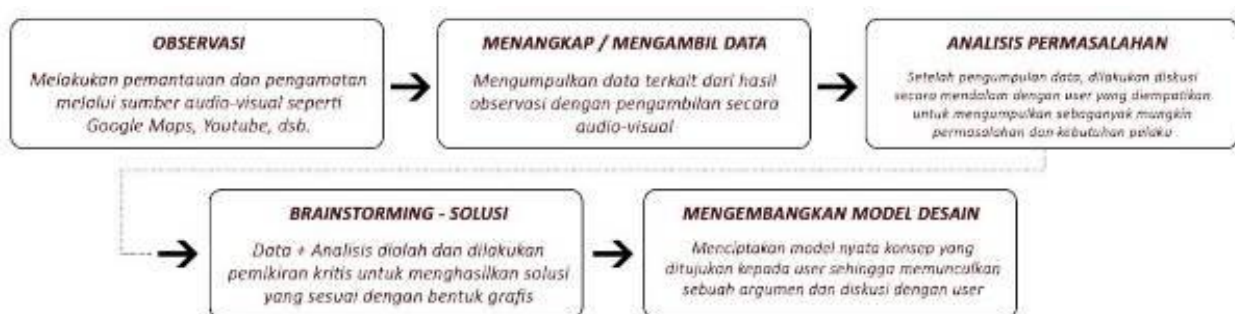 OBSERVASI
Melakukan pemantauan dan pengamatan
melalui sumber audio-visual seperti
Google Maps, Youtube, dsb.
MENANGKAP / MENGAMBIL DATA
Mengumpulkan data terkait dari hasil
observasi dengan pengambilan secara
audio-visual
ANALISIS PERMASALAHAN
Setelah pengumpulan data, dilakukan diskusi
secara mendalam dengan user yang diempatikan
untuk mengumpulkan sebaganyak mungkin
permasalahan dan kebutuhan pelaku
BRAINSTORMING - SOLUSI
Data + Analisis diolah dan dilakukan
pemikiran kritis untuk menghasilkan solusi
yang sesuai dengan bentuk grafis
MENGEMBANGKAN MODEL DESAIN
Menciptakan model nyata konsep yang
ditujukan kepada user sehingga memunculkan
sebuah argumen dan diskusi dengan user